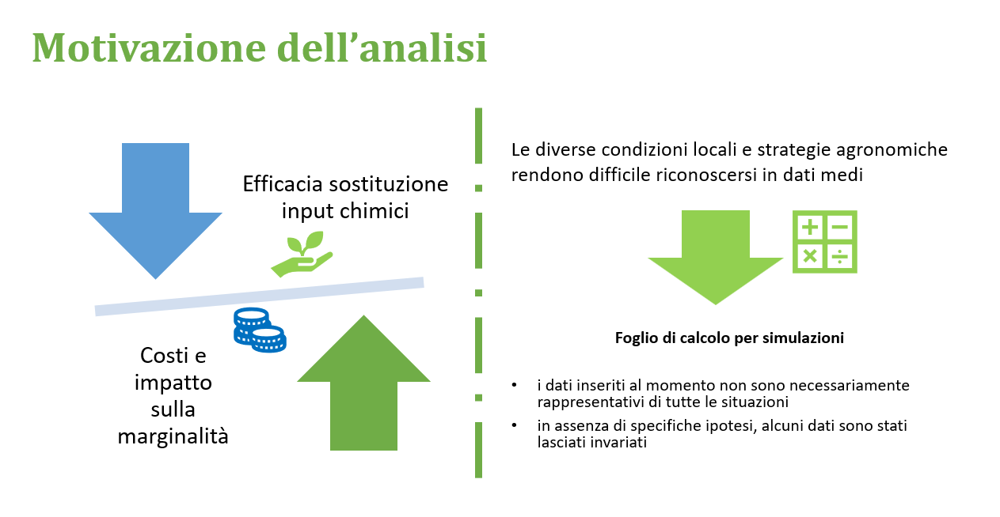 Motivazione dell’analisi
Efficacia sostituzione
input chimici
Costi e
impatto
sulla
marginalità
Le diverse condizioni locali e strategie agronomiche
rendono difficile riconoscersi in dati medi
Foglio di calcolo per simulazioni
• i dati inseriti al momento non sono necessariamente
rappresentativi di tutte le situazioni
• in assenza di specifiche ipotesi, alcuni dati sono stati
lasciati invariati